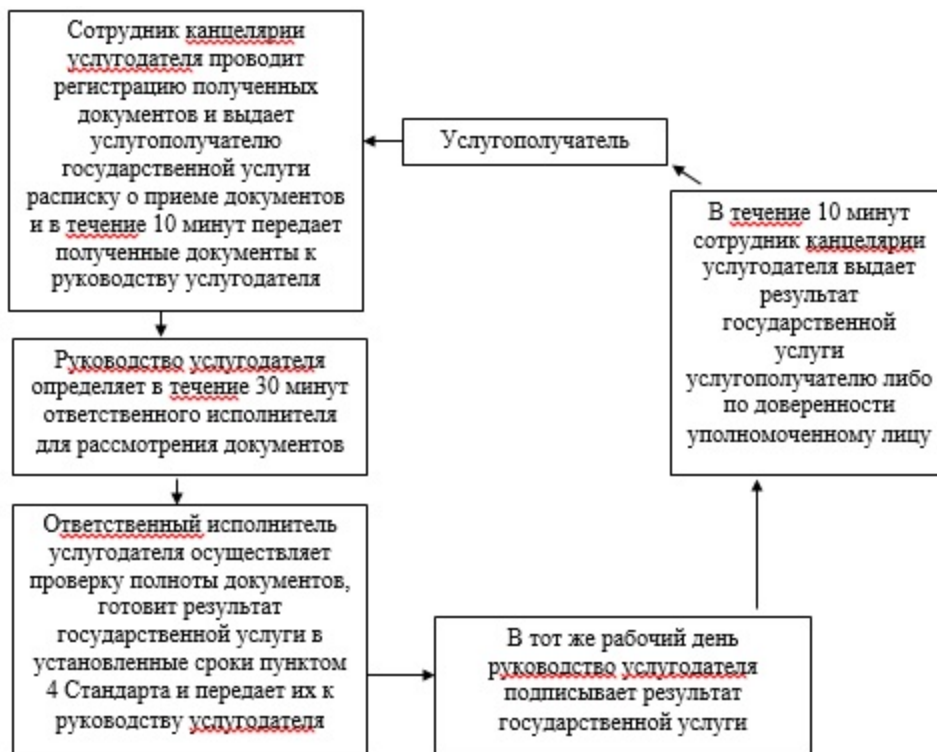 Сотрудник канцелярии
услугодателя проводит
регистрацию полученных
документов и выдает
услугополучателю
государственной услуги
расписку о приеме документов
и в течение 10 минут передает
полученные документы к
руководству услугодателя
Услугополучатель
В течение 10 минут
сотрудник канцелярии
услугодателя выдает
результат
государственной
услуги
услугополучателю либо
по доверенности
уполномоченному лицу
Руководство услугодателя
определяет в течение 30 минут
ответственного исполнителя
для рассмотрения документов
Ответственный исполнитель
услугодателя осуществляет
проверку полноты документов,
готовит результат
государственной услуги в
установленные сроки пунктом
4 Стандарта и передает их к
руководству услугодателя
В тот же рабочий день
руководство услугодателя
подписывает результат
государственной услуги